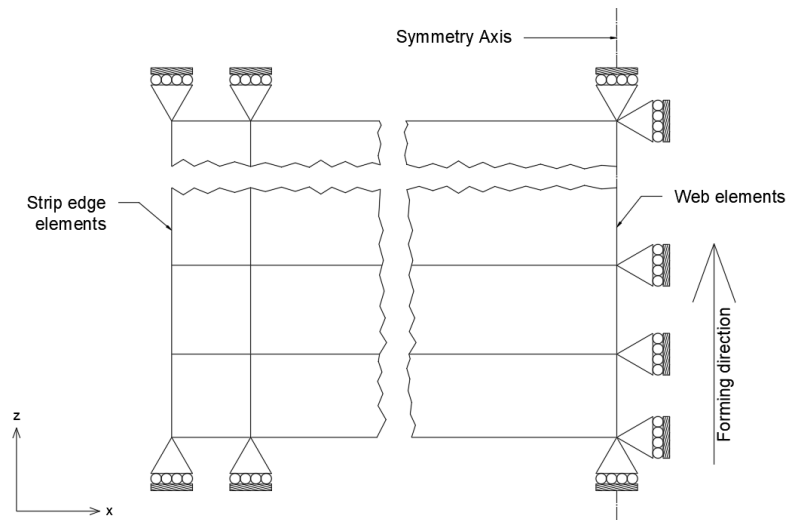 Symmetry Axis
Strip edge
elements
Web elements
Forming direction
z
x